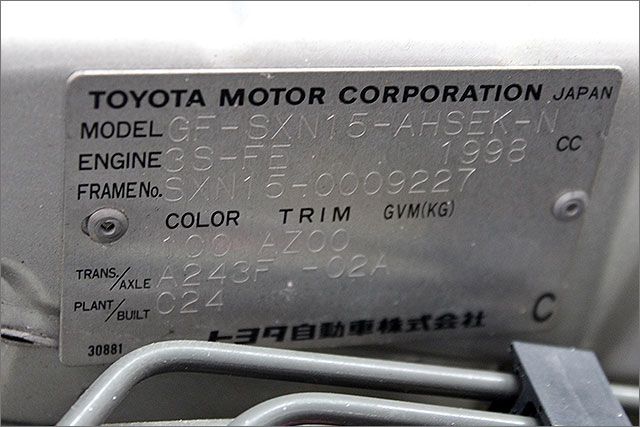 TOYOTA MOTOR CORPORATION JAPAN
MODEL GF-SXN15-AHSEK-N
ENGINE 3S-FE 1998 CC
FRAME No. SXN15-0009227
COLOR TRIM GVM(KG)
100 AZ00
TRANS./AXLE A243F -02A
PLANT/BUILT C24
トヨタ自動車株式会社 C
30881